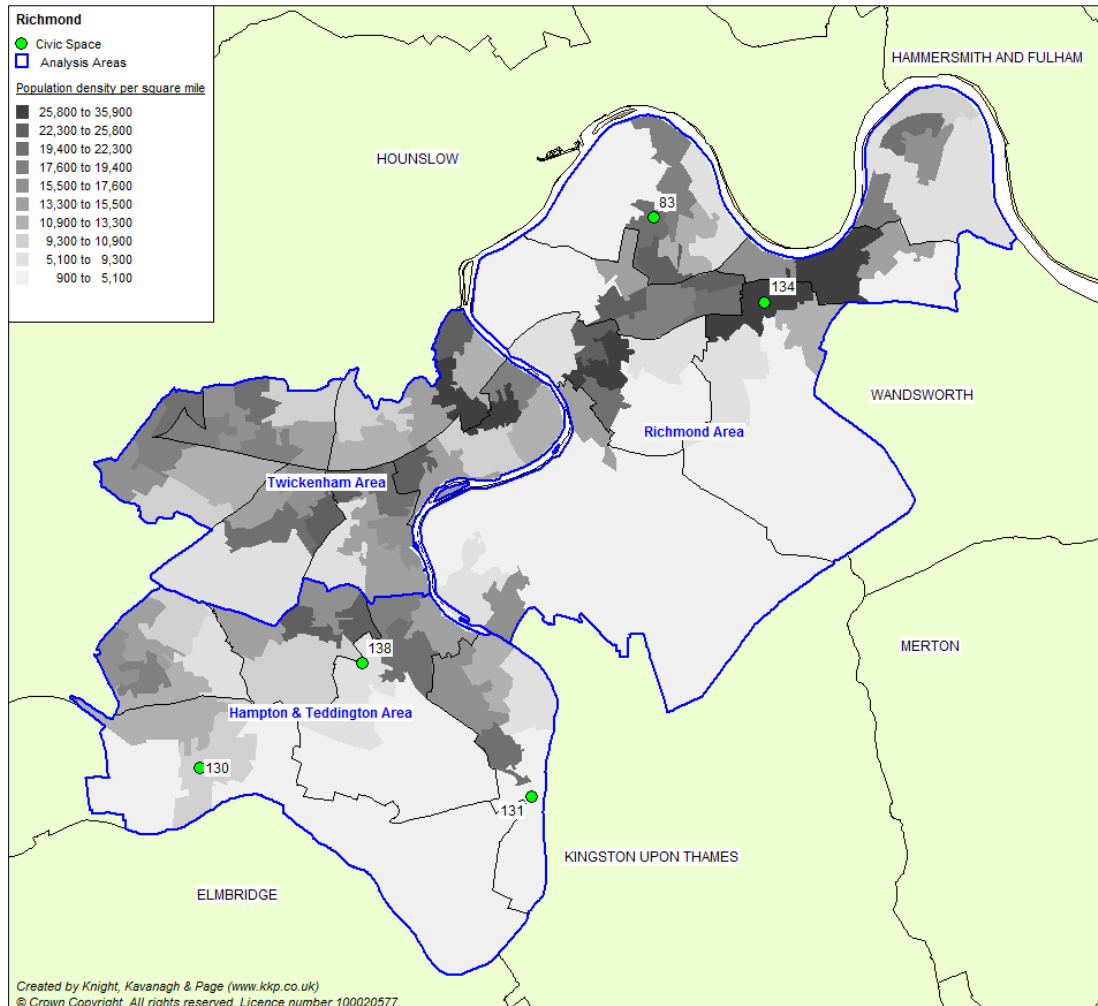 Richmond
Civic Space
Analysis Areas
Population density per square mile
25,800 to 35,900
22,300 to 25,800
19,400 to 22,300
17,600 to 19,400
15,500 to 17,600
13,300 to 15,500
10,900 to 13,300
9,300 to 10,900
5,100 to 9,300
900 to 5,100
HAMMERSMITH AND FULHAM
HOUNSLOW
83
134
WANDSWORTH
Richmond Area
Twickenham Area
MERTON
138
Hampton & Teddington Area
130
131
KINGSTON UPON THAMES
ELMBRIDGE
Created by Knight, Kavanagh & Page (www.kkp.co.uk)
© Crown Copyright. All rights reserved. Licence number 100020577.